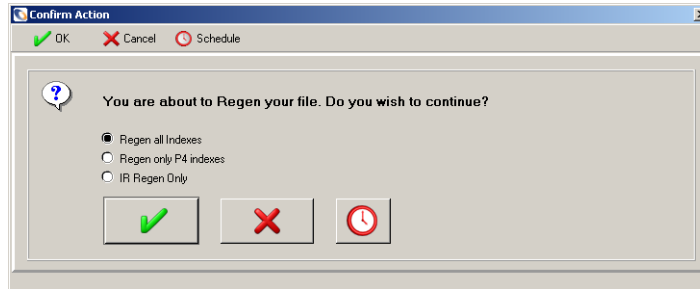 Confirm Action
OK Cancel Schedule
You are about to Regen your file. Do you wish to continue?
Regen all Indexes
Regen only P4 indexes
IR Regen Only